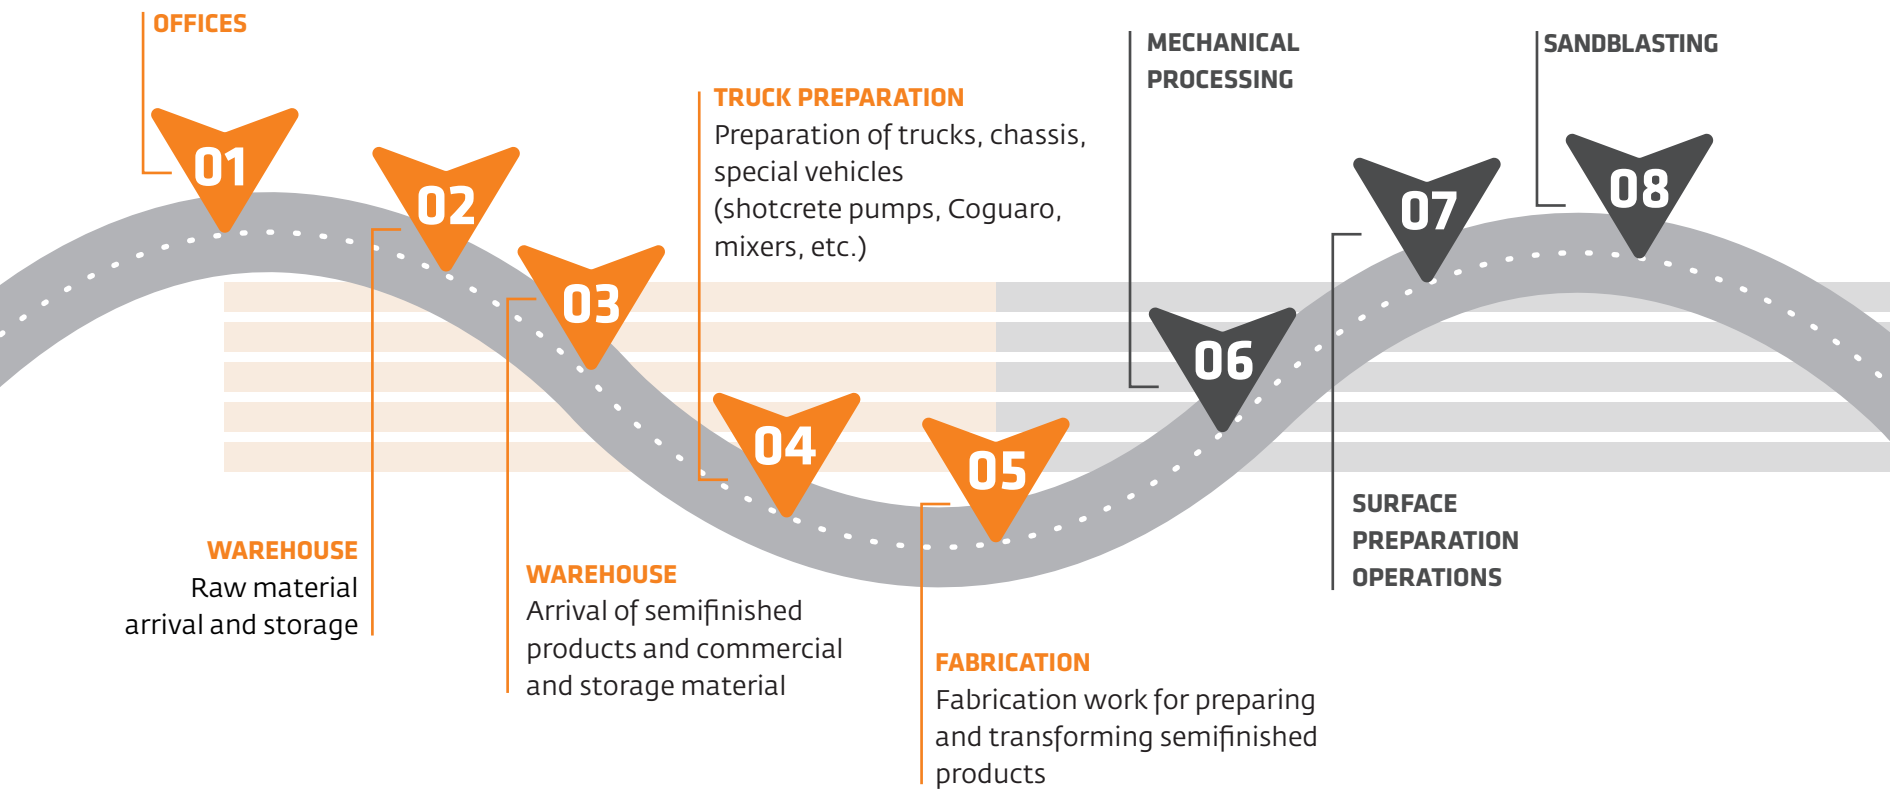 OFFICES
01
02
WAREHOUSE
Raw material
arrival and storage
03
WAREHOUSE
Arrival of semifinished
products and commercial
and storage material
TRUCK PREPARATION
Preparation of trucks, chassis,
special vehicles
(shotcrete pumps, Coguaro,
mixers, etc.)
04
05
FABRICATION
Fabrication work for preparing
and transforming semifinished
products
MECHANICAL
PROCESSING
06
07
SURFACE
PREPARATION
OPERATIONS
SANDBLASTING
08